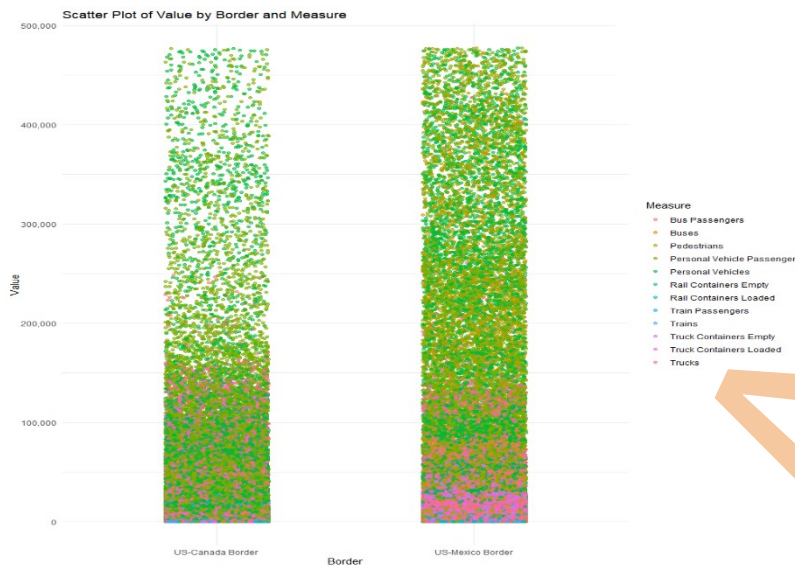 Scatter Plot of Value by Border and Measure
500,000
400,000
300,000
200,000
100,000
0
Value
US-Canada Border
US-Mexico Border
Border
Measure
Bus Passengers
Buses
Pedestrians
Personal Vehicle Passenger
Personal Vehicles
Rail Containers Empty
Rail Containers Loaded
Train Passengers
Trains
Truck Containers Empty
Truck Containers Loaded
Trucks